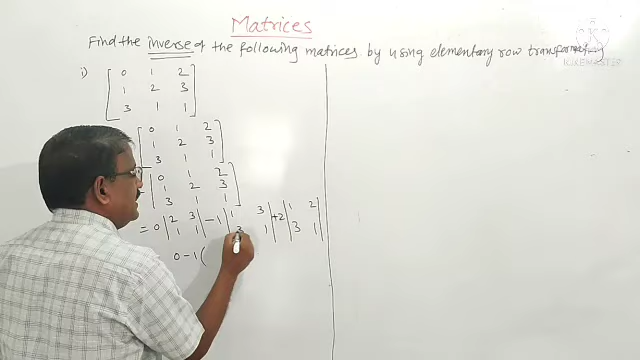 Matrices
Find the inverse of the following matrices by using elementary row transformation
KINEMASTER
i) [ 0 1 2
1 2 3
3 1 1 ]
[ 0 1 2
1 2 3
3 1 1 ]
0 1 2
1 2 3
3 1 1 ]
= 0 | 2 3 | - 1 | 1 3 | + 2 | 1 2 |
| 1 1 | | 3 1 | | 3 1 |
0 - 1 (